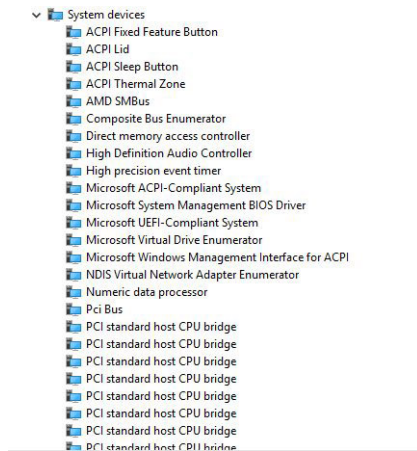 System devices
ACPI Fixed Feature Button
ACPI Lid
ACPI Sleep Button
ACPI Thermal Zone
AMD SMBus
Composite Bus Enumerator
Direct memory access controller
High Definition Audio Controller
High precision event timer
Microsoft ACPI-Compliant System
Microsoft System Management BIOS Driver
Microsoft UEFI-Compliant System
Microsoft Virtual Drive Enumerator
Microsoft Windows Management Interface for ACPI
NDIS Virtual Network Adapter Enumerator
Numeric data processor
Pci Bus
PCI standard host CPU bridge
PCI standard host CPU bridge
PCI standard host CPU bridge
PCI standard host CPU bridge
PCI standard host CPU bridge
PCI standard host CPU bridge
PCI standard host CPU bridge
PCI standard host CPU bridge